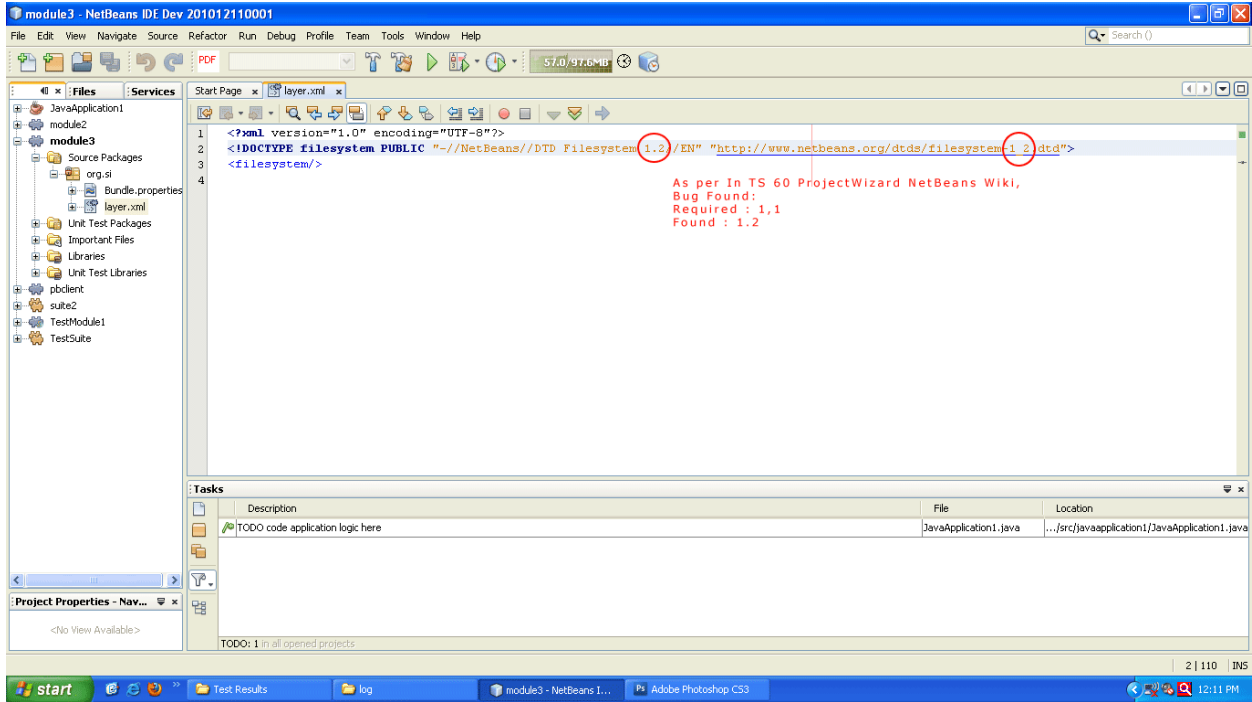 module3 - NetBeans IDE Dev 201012110001
File Edit View Navigate Source Refactor Run Debug Profile Team Tools Window Help
Search ()
PDF
57.0/97.6MB
Files
Services
Start Page
layer.xml
JavaApplication1
module2
module3
Source Packages
org.si
Bundle.properties
layer.xml
Unit Test Packages
Important Files
Libraries
Unit Test Libraries
pbclient
suite2
TestModule1
TestSuite
1 <?xml version="1.0" encoding="UTF-8"?>
2 <!DOCTYPE filesystem PUBLIC "-//NetBeans//DTD Filesystem 1.2//EN" "http://www.netbeans.org/dtds/filesystem-1_2.dtd">
3 <filesystem/>
4
As per In TS 60 ProjectWizard NetBeans Wiki,
Bug Found:
Required : 1,1
Found : 1.2
Tasks
Description File Location
TODO code application logic here JavaApplication1.java .../src/javaapplication1/JavaApplication1.java
TODO: 1 in all opened projects
Project Properties - Nav...
<No View Available>
2 | 110 INS
start
Test Results
log
module3 - NetBeans I...
Ps Adobe Photoshop CS3
12:11 PM